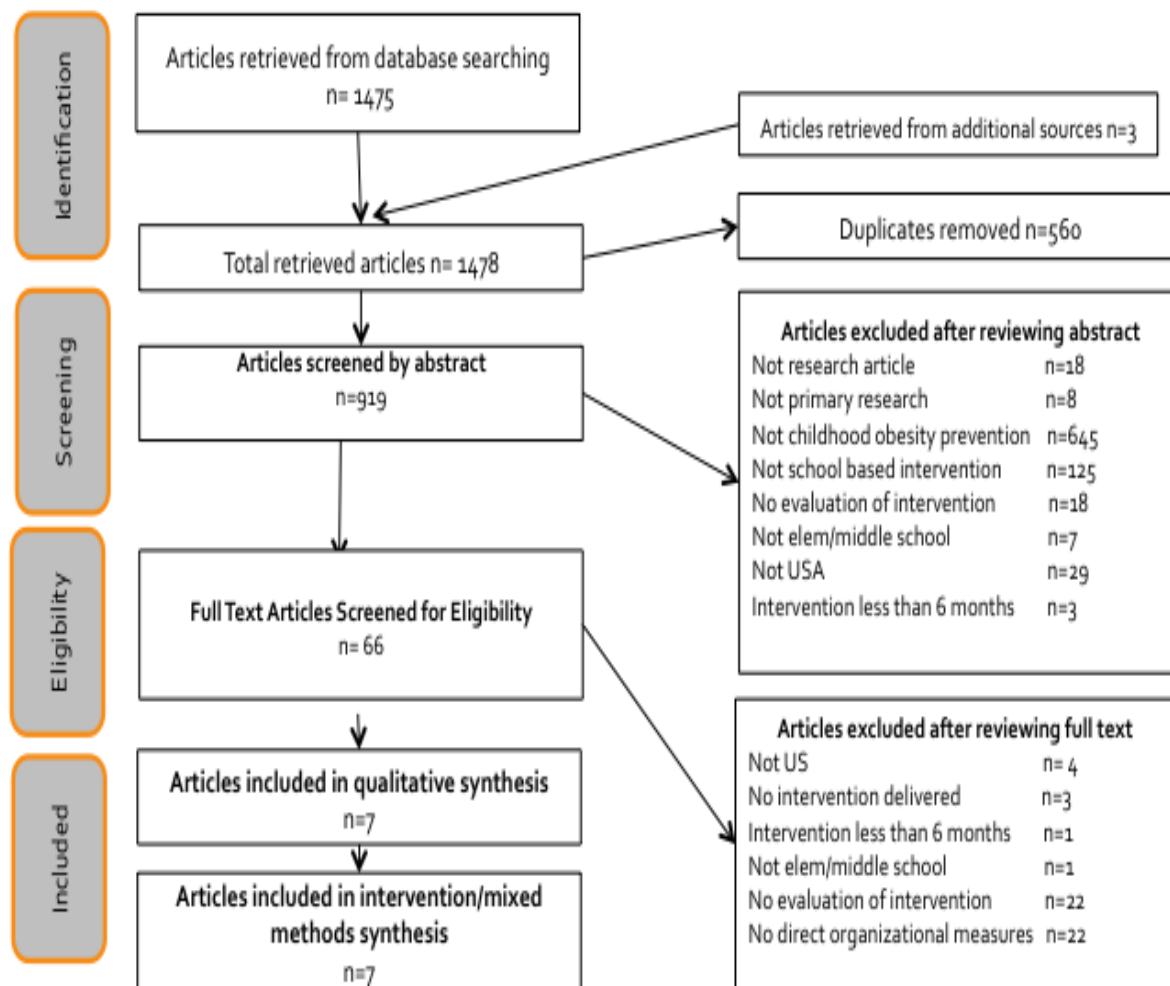 Identification
Articles retrieved from database searching
n= 1475
Articles retrieved from additional sources n=3
Total retrieved articles n= 1478
Duplicates removed n=560
Screening
Articles screened by abstract
n=919
Articles excluded after reviewing abstract
Not research article n=18
Not primary research n=8
Not childhood obesity prevention n=645
Not school based intervention n=125
No evaluation of intervention n=18
Not elem/middle school n=7
Not USA n=29
Intervention less than 6 months n=3
Eligibility
Full Text Articles Screened for Eligibility
n= 66
Articles excluded after reviewing full text
Not US n= 4
No intervention delivered n=3
Intervention less than 6 months n=1
Not elem/middle school n=1
No evaluation of intervention n=22
No direct organizational measures n=22
Included
Articles included in qualitative synthesis
n=7
Articles included in intervention/mixed
methods synthesis
n=7